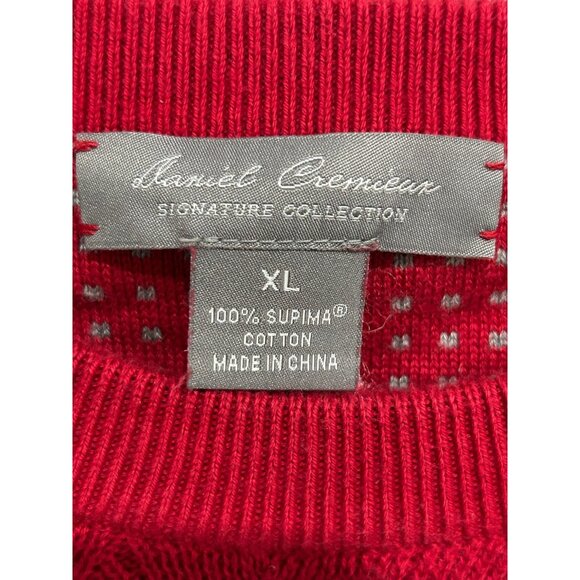 Daniel Cremieux
SIGNATURE COLLECTION
XL
100% SUPIMA®
COTTON
MADE IN CHINA